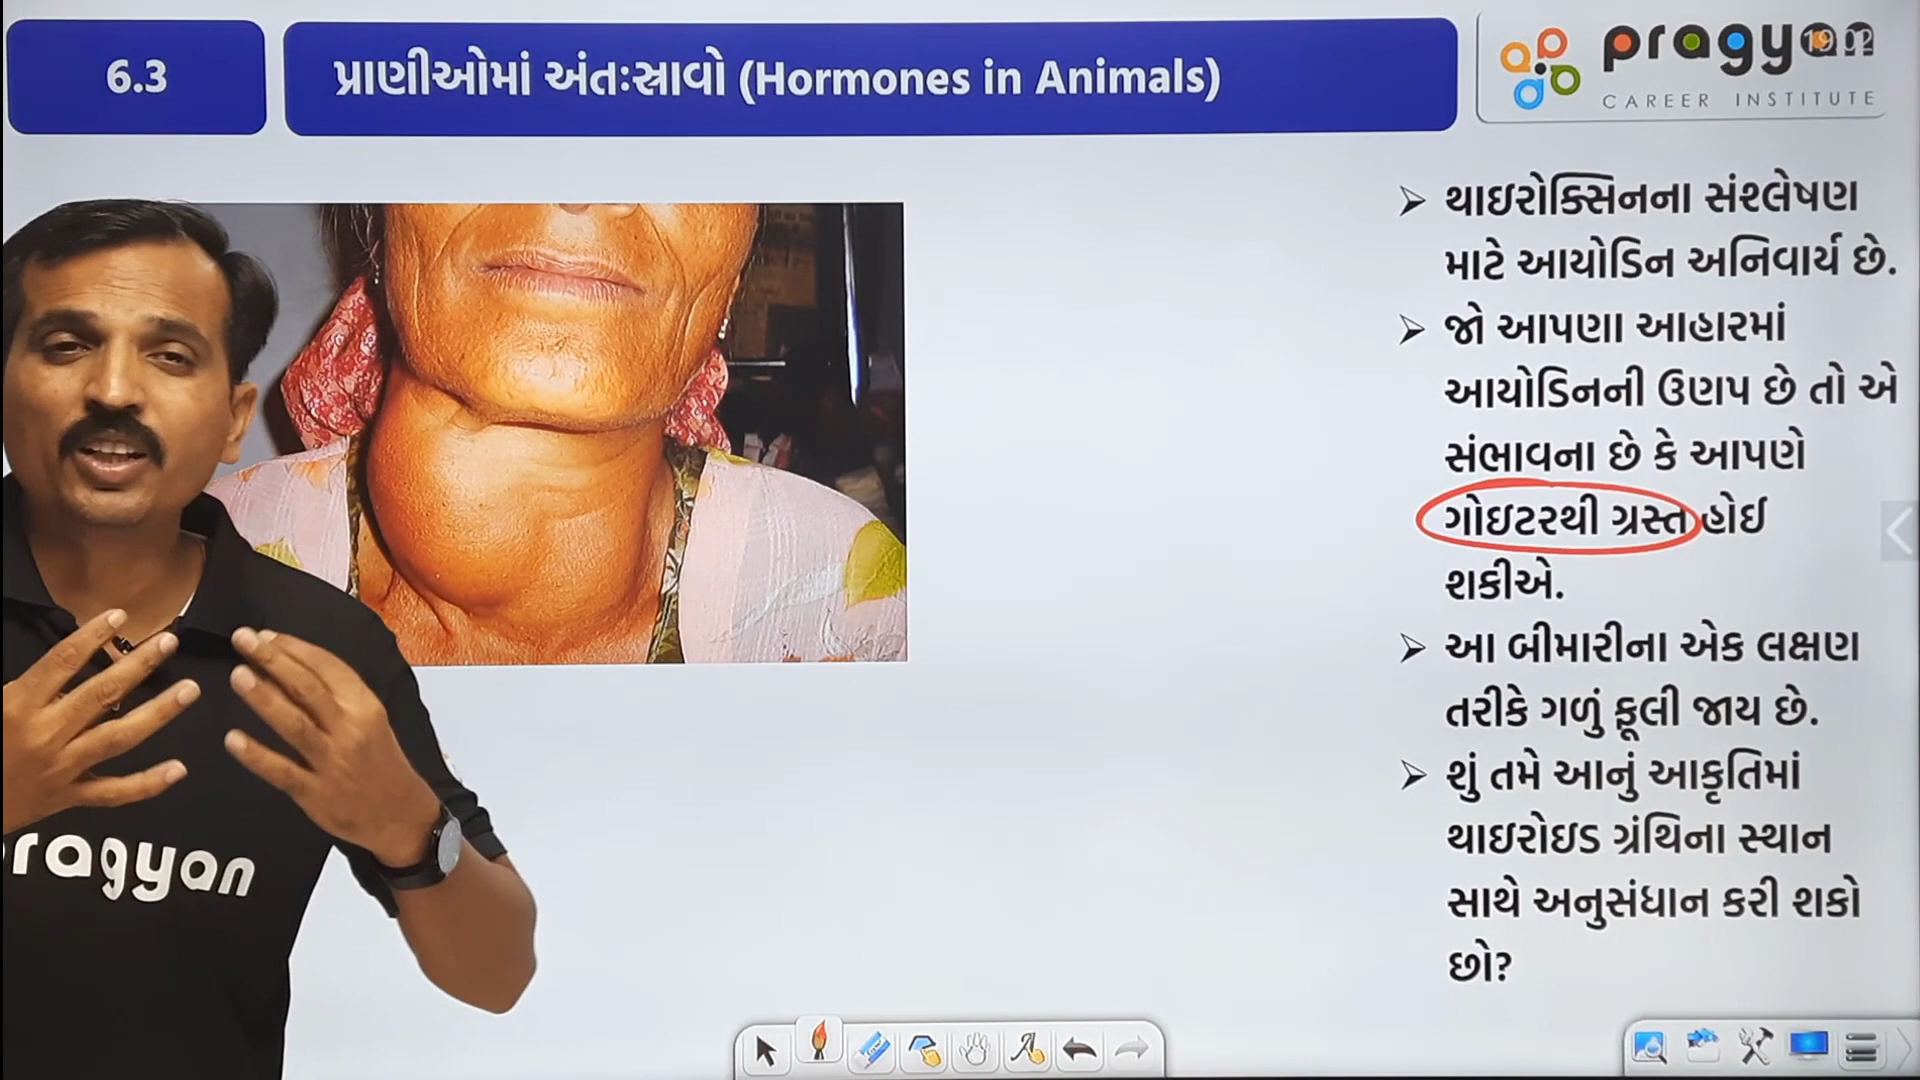 6.3
પ્રાણીઓમાં અંતઃસ્ત્રાવો (Hormones in Animals)
pragyan
CAREER INSTITUTE
થાઇરોક્સિનના સંશ્લેષણ
માટે આયોડિન અનિવાર્ય છે.
જો આપણા આહારમાં
આયોડિનની ઉણપ છે તો એ
સંભાવના છે કે આપણે
ગોઇટરથી ગ્રસ્ત હોઈ
શકીએ.
આ બીમારીના એક લક્ષણ
તરીકે ગળું ફૂલી જાય છે.
શું તમે આનું આકૃતિમાં
થાઇરોઇડ ગ્રંથિના સ્થાન
સાથે અનુસંધાન કરી શકો
છો?
ragyan